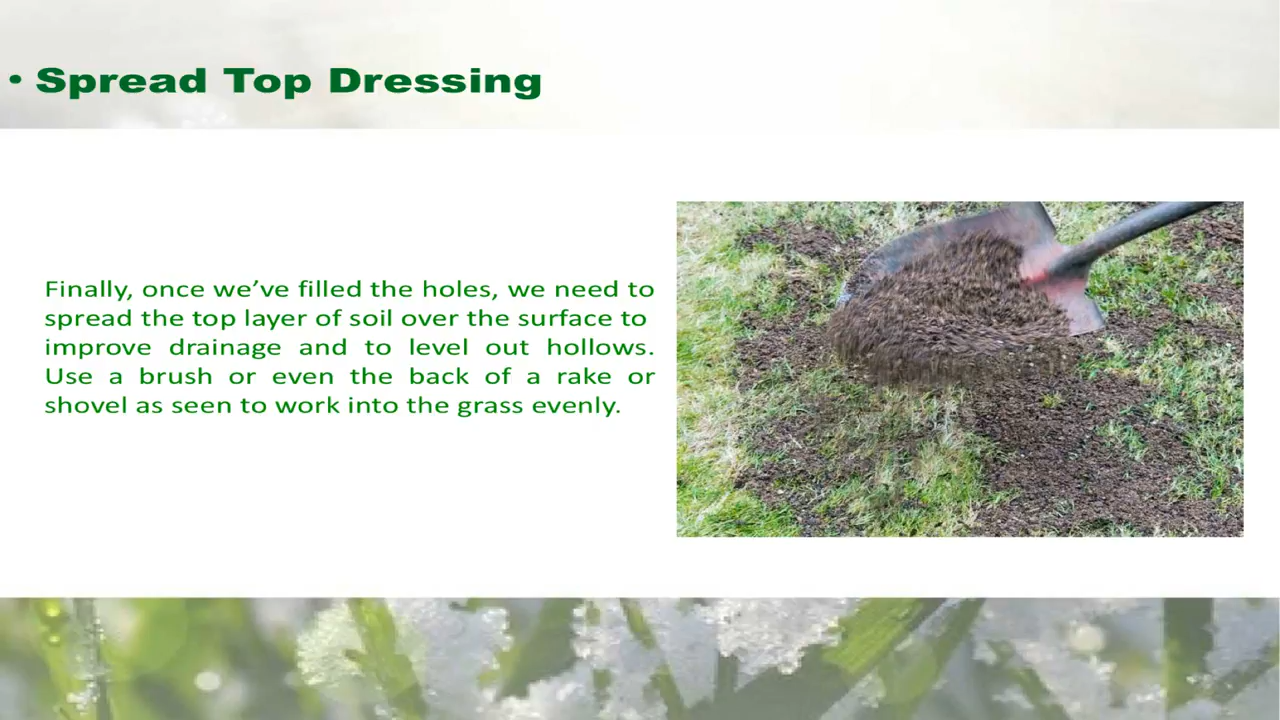 • Spread Top Dressing
Finally, once we’ve filled the holes, we need to
spread the top layer of soil over the surface to
improve drainage and to level out hollows.
Use a brush or even the back of a rake or
shovel as seen to work into the grass evenly.